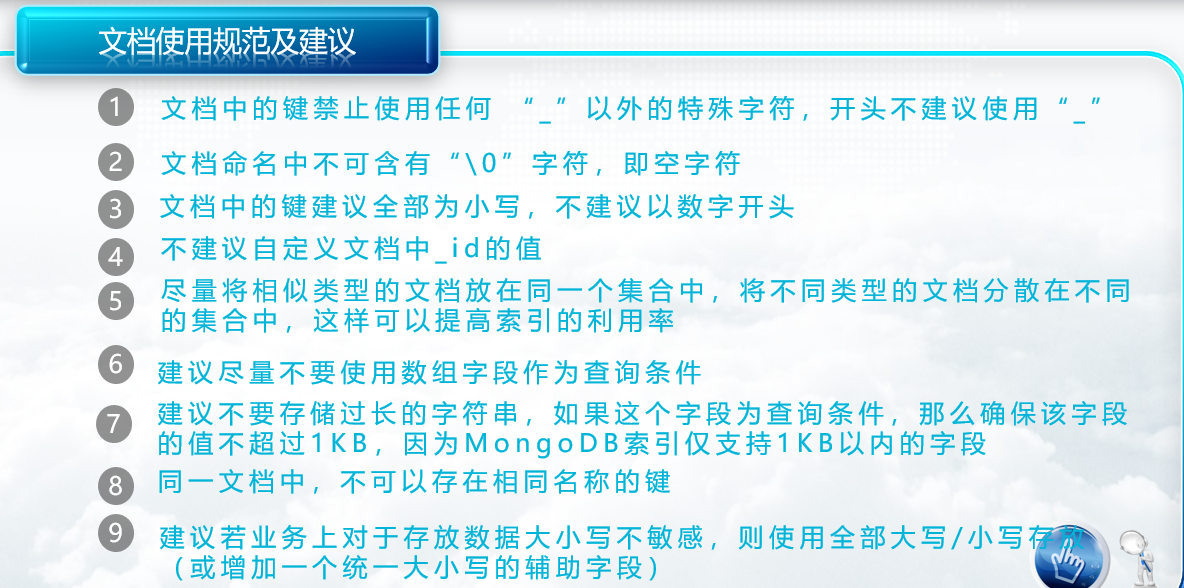 文档使用规范及建议
1 文档中的键禁止使用任何 “_”以外的特殊字符，开头不建议使用“_”
2 文档命名中不可含有“\0”字符，即空字符
3 文档中的键建议全部为小写，不建议以数字开头
4 不建议自定义文档中_id的值
5 尽量将相似类型的文档放在同一个集合中，将不同类型的文档分散在不同
的集合中，这样可以提高索引的利用率
6 建议尽量不要使用数组字段作为查询条件
7 建议不要存储过长的字符串，如果这个字段为查询条件，那么确保该字段
的值不超过1KB，因为MongoDB索引仅支持1KB以内的字段
8 同一文档中，不可以存在相同名称的键
9 建议若业务上对于存放数据大小写不敏感，则使用全部大写/小写存放
（或增加一个统一大小写的辅助字段）